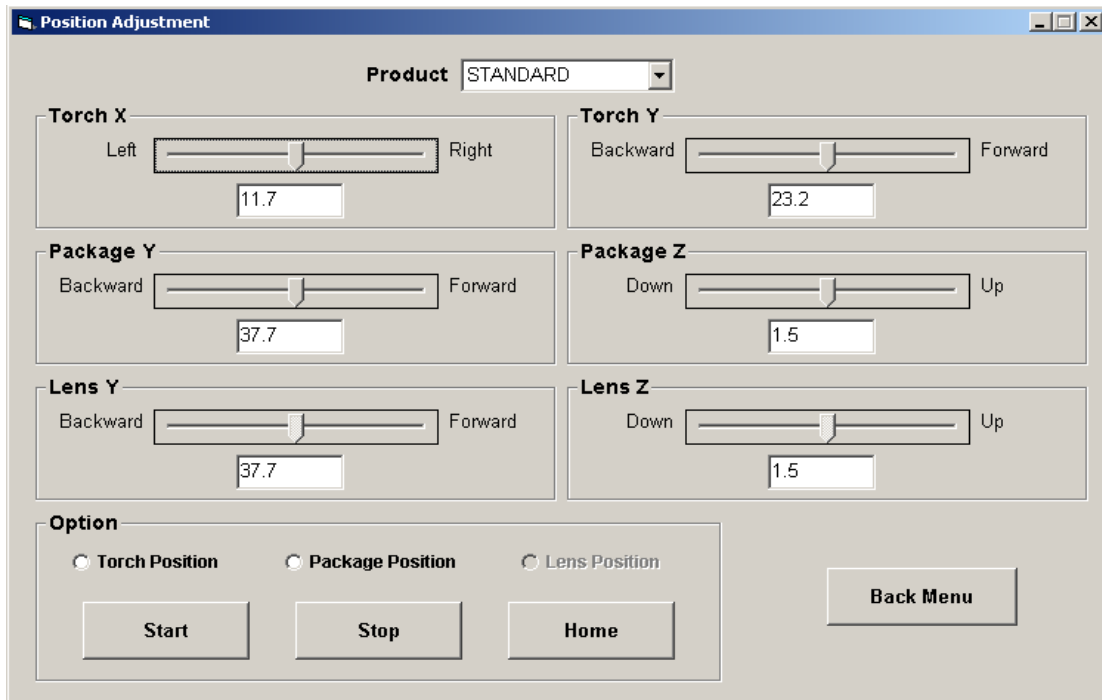 Position Adjustment
Product STANDARD
Torch X
Left Right
11.7
Torch Y
Backward Forward
23.2
Package Y
Backward Forward
37.7
Package Z
Down Up
1.5
Lens Y
Backward Forward
37.7
Lens Z
Down Up
1.5
Option
Torch Position Package Position Lens Position
Start Stop Home
Back Menu